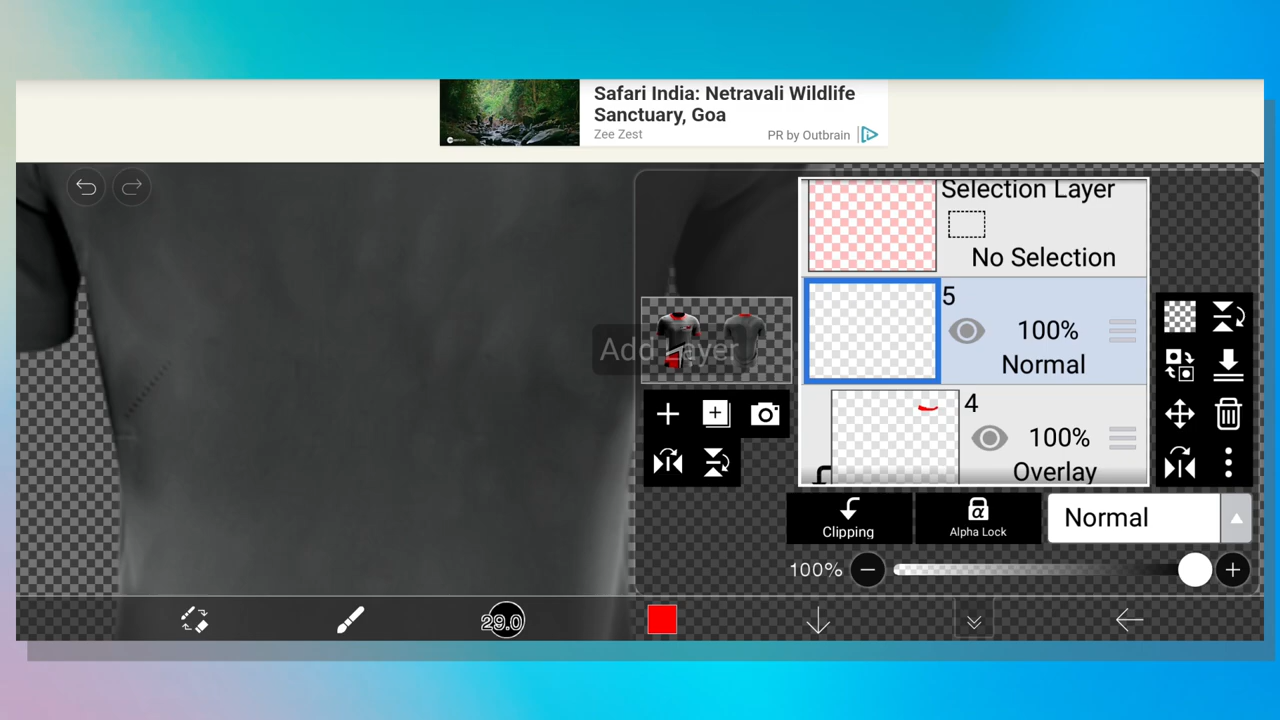 Safari India: Netravali Wildlife
Sanctuary, Goa
Zee Zest
PR by Outbrain
Selection Layer
No Selection
5
100%
Normal
Add Layer
4
100%
Overlay
Clipping
α
Alpha Lock
Normal
100%
29.0